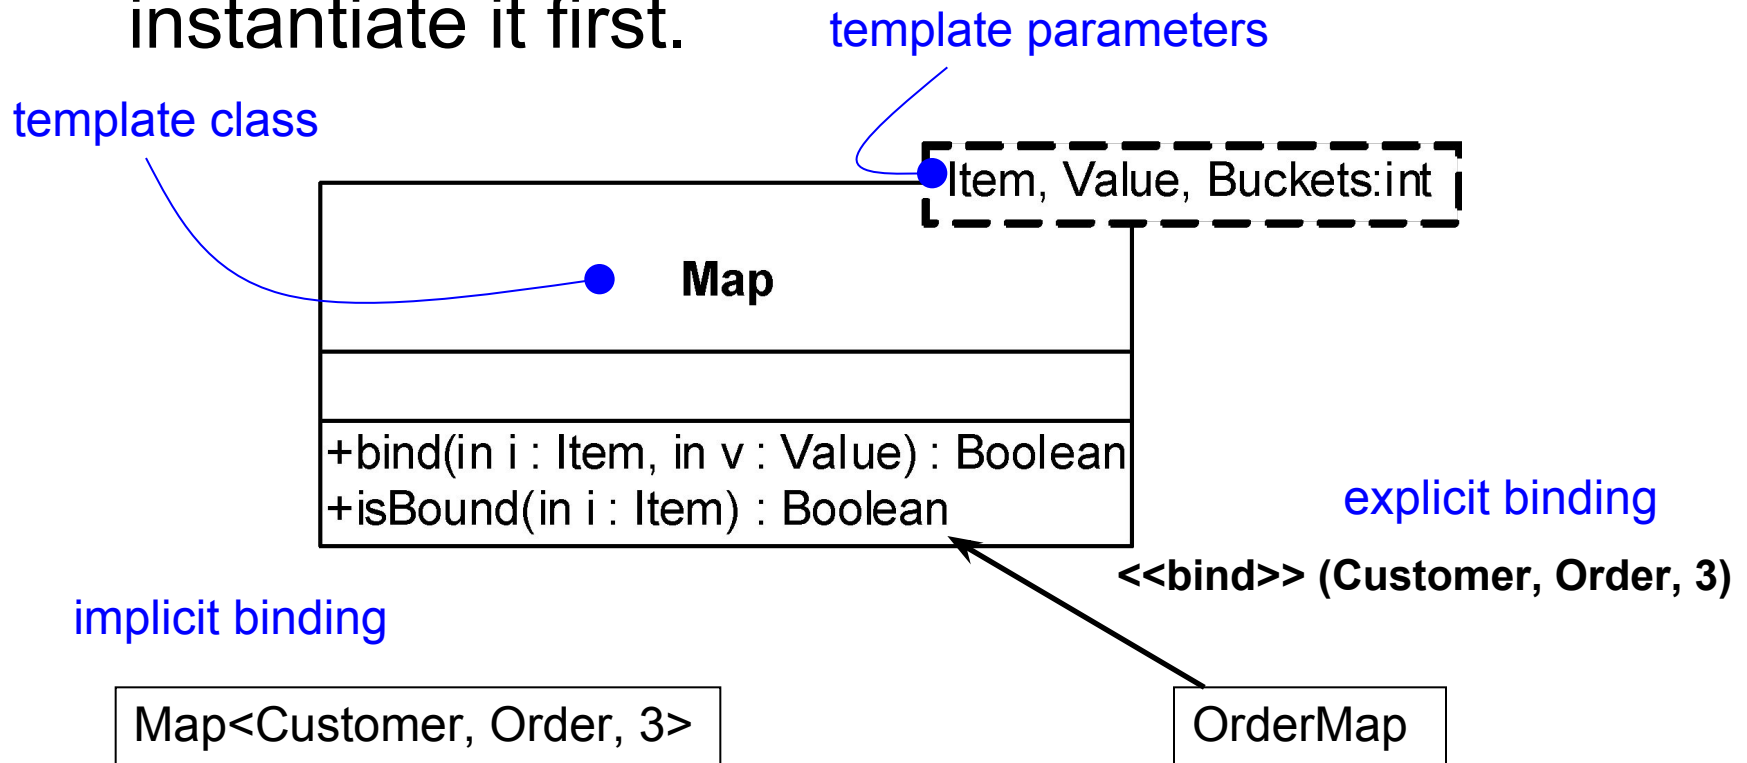 instantiate it first.
template parameters
template class
Item, Value, Buckets:int
Map
+bind(in i : Item, in v : Value) : Boolean
+isBound(in i : Item) : Boolean
explicit binding
<<bind>> (Customer, Order, 3)
implicit binding
Map<Customer, Order, 3>
OrderMap